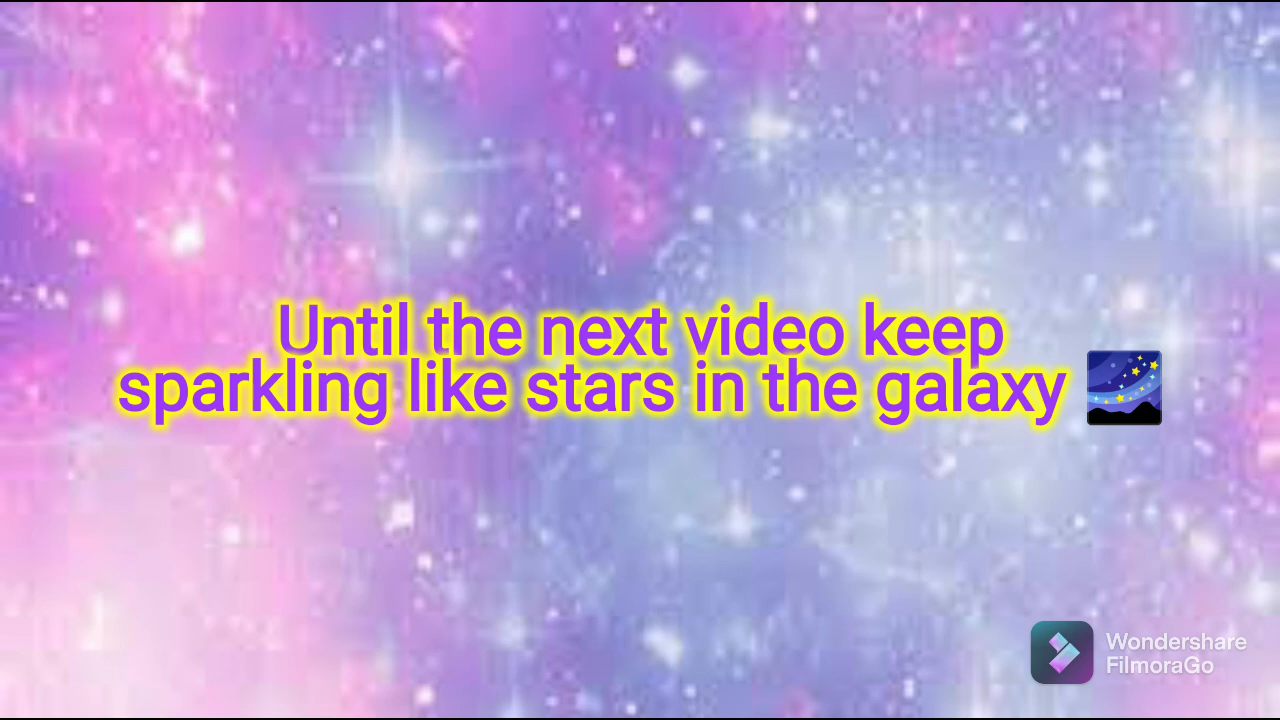 Until the next video keep
sparkling like stars in the galaxy 🌌
Wondershare
FilmoraGo